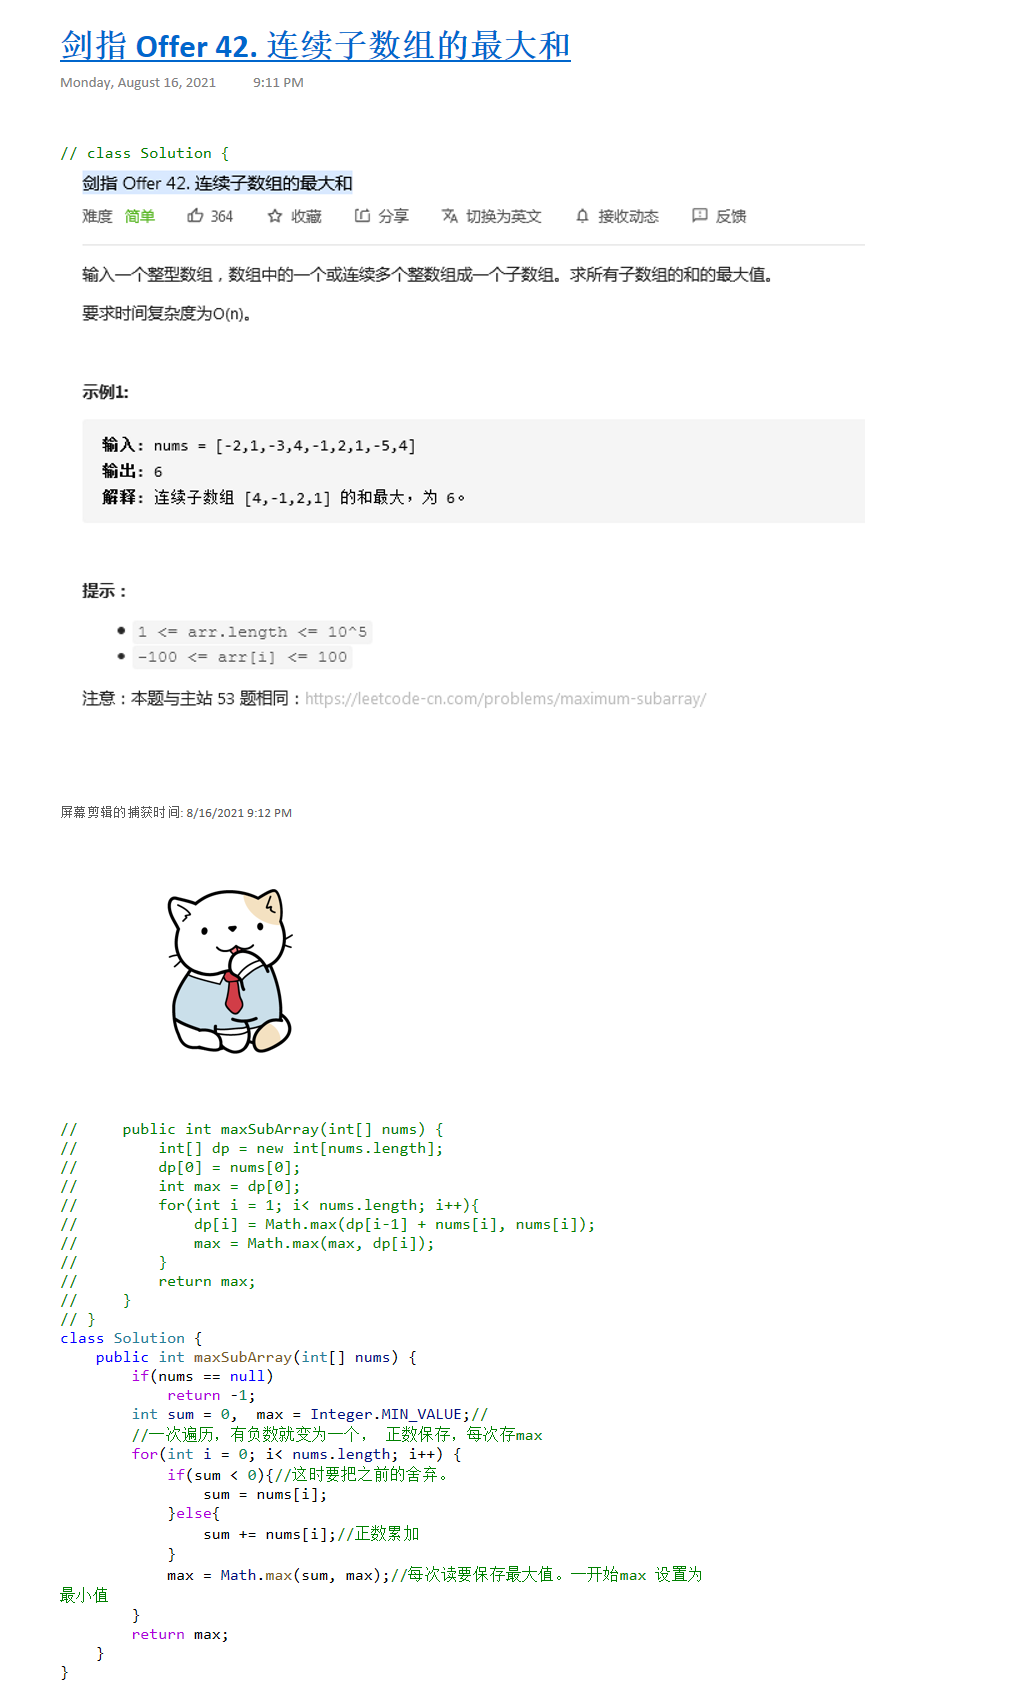 剑指 Offer 42. 连续子数组的最大和
Monday, August 16, 2021 9:11 PM
// class Solution {
剑指 Offer 42. 连续子数组的最大和
难度 简单 364 收藏 分享 切换为英文 接收动态 反馈
输入一个整型数组，数组中的一个或连续多个整数组成一个子数组。求所有子数组的和的最大值。
要求时间复杂度为O(n)。
示例1:
输入: nums = [-2,1,-3,4,-1,2,1,-5,4]
输出: 6
解释: 连续子数组 [4,-1,2,1] 的和最大，为 6。
提示：
1 <= arr.length <= 10^5
-100 <= arr[i] <= 100
注意：本题与主站 53 题相同：https://leetcode-cn.com/problems/maximum-subarray/
屏幕剪辑的捕获时间: 8/16/2021 9:12 PM
//     public int maxSubArray(int[] nums) {
//         int[] dp = new int[nums.length];
//         dp[0] = nums[0];
//         int max = dp[0];
//         for(int i = 1; i< nums.length; i++){
//             dp[i] = Math.max(dp[i-1] + nums[i], nums[i]);
//             max = Math.max(max, dp[i]);
//         }
//         return max;
//     }
// }
class Solution {
    public int maxSubArray(int[] nums) {
        if(nums == null)
            return -1;
        int sum = 0,  max = Integer.MIN_VALUE;//
        //一次遍历，有负数就变为一个， 正数保存，每次存max
        for(int i = 0; i< nums.length; i++) {
            if(sum < 0){//这时要把之前的舍弃。
                sum = nums[i];
            }else{
                sum += nums[i];//正数累加
            }
            max = Math.max(sum, max);//每次读要保存最大值。一开始max 设置为
最小值
        }
        return max;
    }
}